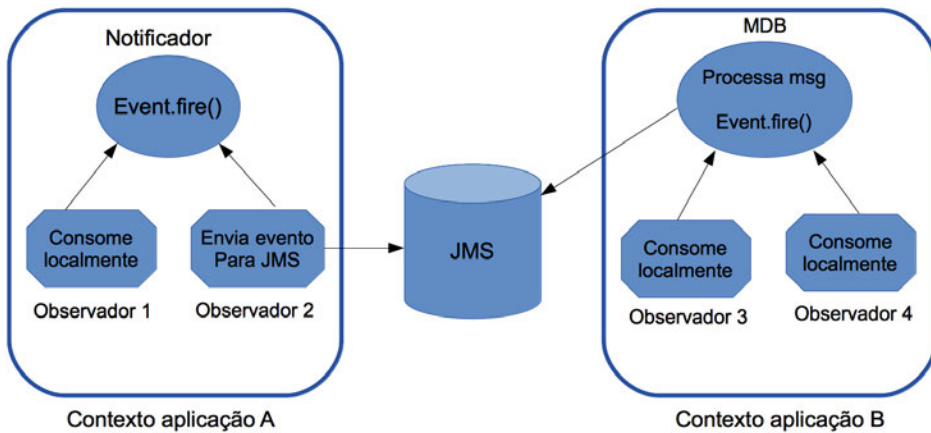 Notificador
Event.fire()
Consome
localmente
Observador 1
Envia evento
Para JMS
Observador 2
Contexto aplicação A
JMS
MDB
Processa msg
Event.fire()
Consome
localmente
Observador 3
Consome
localmente
Observador 4
Contexto aplicação B